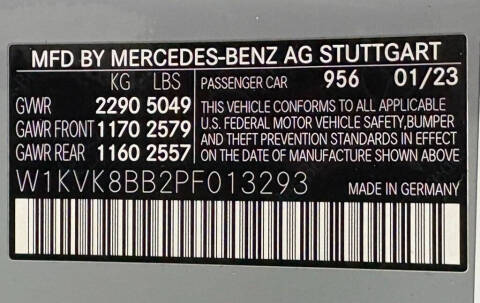 MFD BY MERCEDES-BENZ AG STUTTGART
KG LBS PASSENGER CAR 956 01/23
GVWR 2290 5049
GAWR FRONT 1170 2579
GAWR REAR 1160 2557
THIS VEHICLE CONFORMS TO ALL APPLICABLE
U.S. FEDERAL MOTOR VEHICLE SAFETY,BUMPER
AND THEFT PREVENTION STANDARDS IN EFFECT
ON THE DATE OF MANUFACTURE SHOWN ABOVE.
W1KVK8BB2PF013293 MADE IN GERMANY